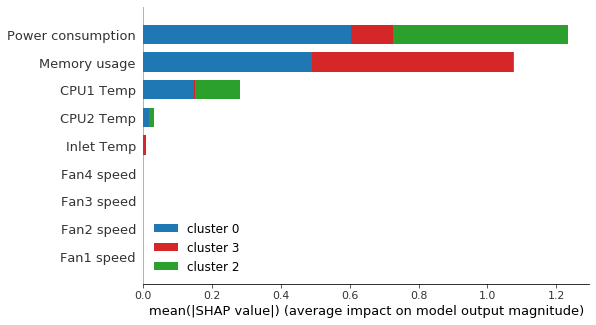 Power consumption
Memory usage
CPU1 Temp
CPU2 Temp
Inlet Temp
Fan4 speed
Fan3 speed
Fan2 speed
Fan1 speed
cluster 0
cluster 3
cluster 2
0.0 0.2 0.4 0.6 0.8 1.0 1.2
mean(|SHAP value|) (average impact on model output magnitude)